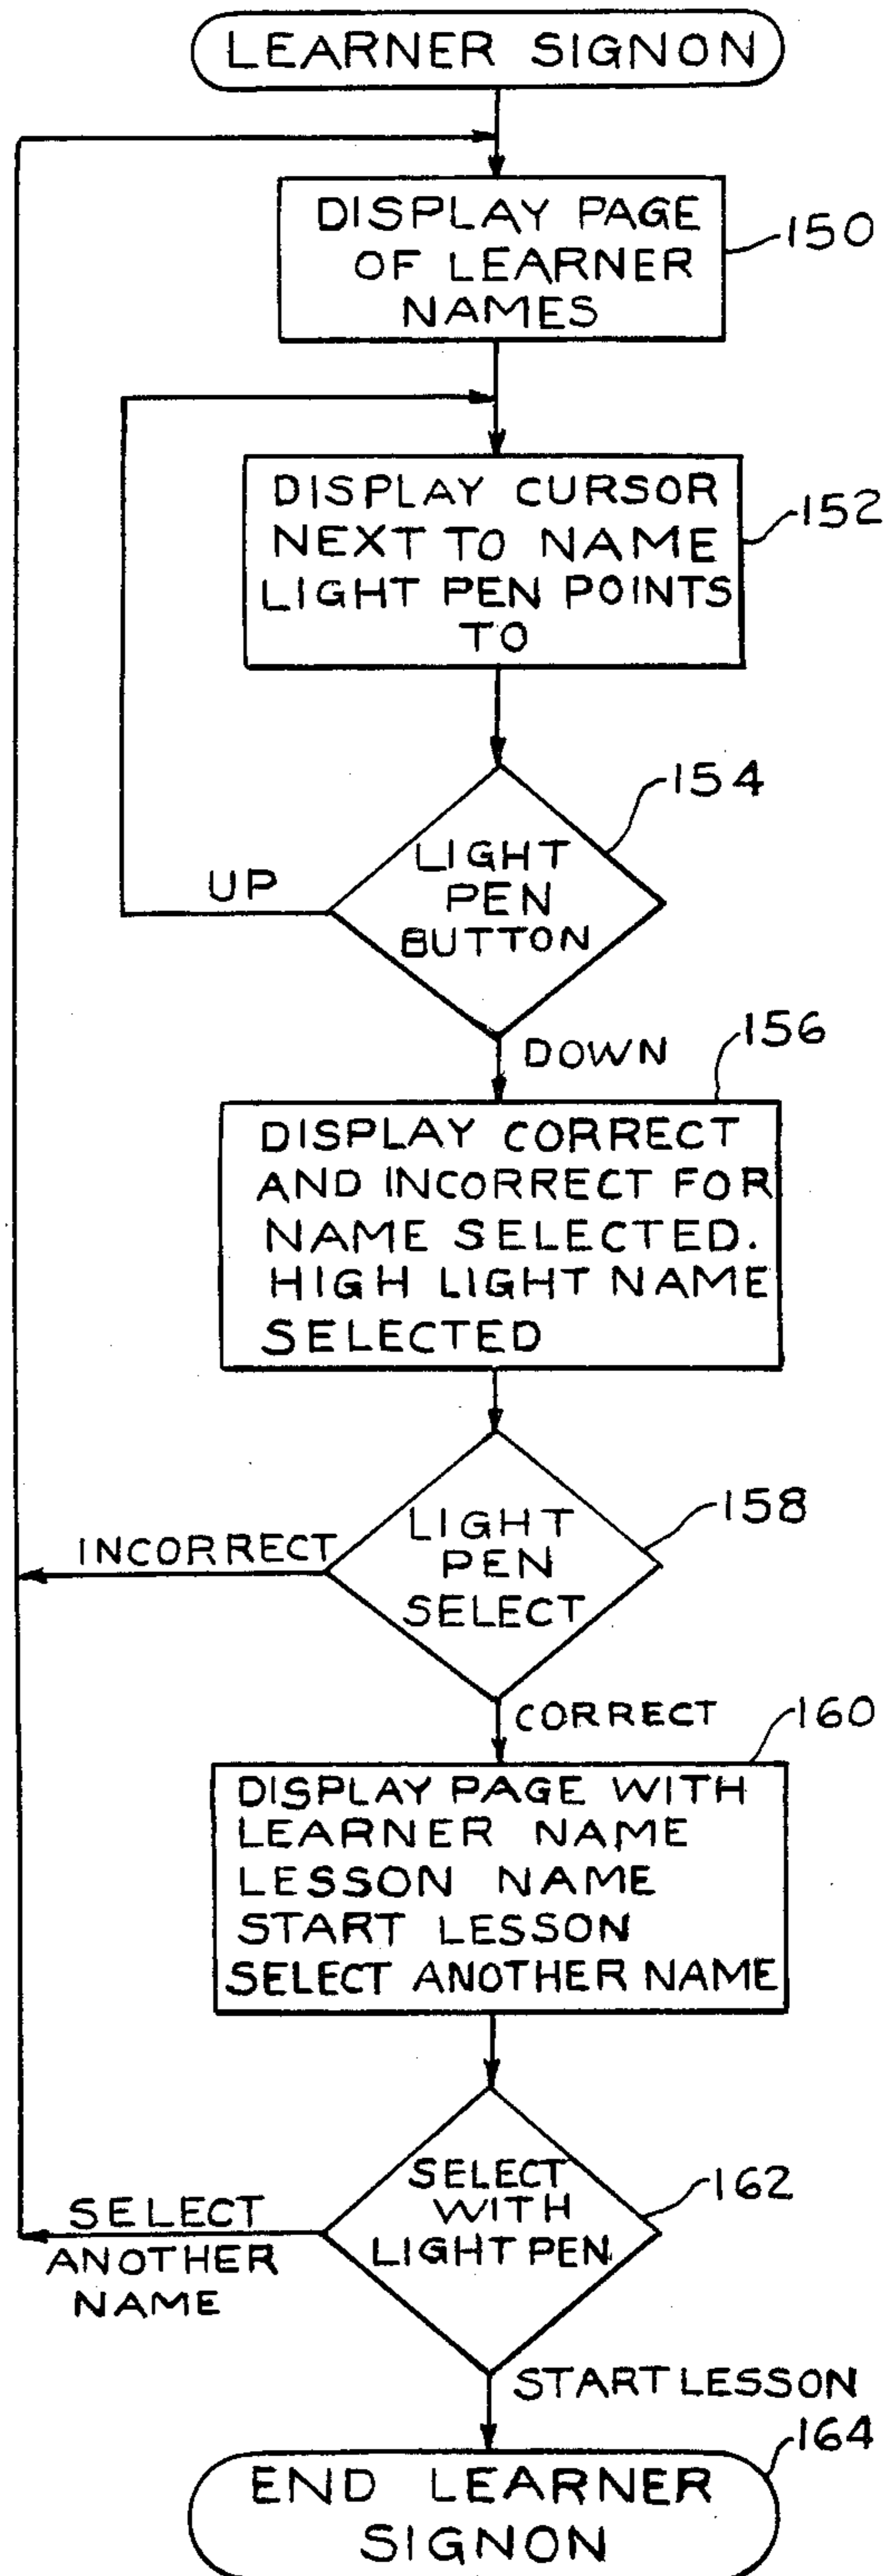 LEARNER SIGNON
DISPLAY PAGE
OF LEARNER
NAMES
150
DISPLAY CURSOR
NEXT TO NAME
LIGHT PEN POINTS
TO
152
154
LIGHT
PEN
BUTTON
UP
DOWN
156
DISPLAY CORRECT
AND INCORRECT FOR
NAME SELECTED.
HIGH LIGHT NAME
SELECTED
158
LIGHT
PEN
SELECT
INCORRECT
CORRECT
160
DISPLAY PAGE WITH
LEARNER NAME
LESSON NAME
START LESSON
SELECT ANOTHER NAME
162
SELECT
WITH
LIGHT PEN
SELECT
ANOTHER
NAME
START LESSON
164
END LEARNER
SIGNON